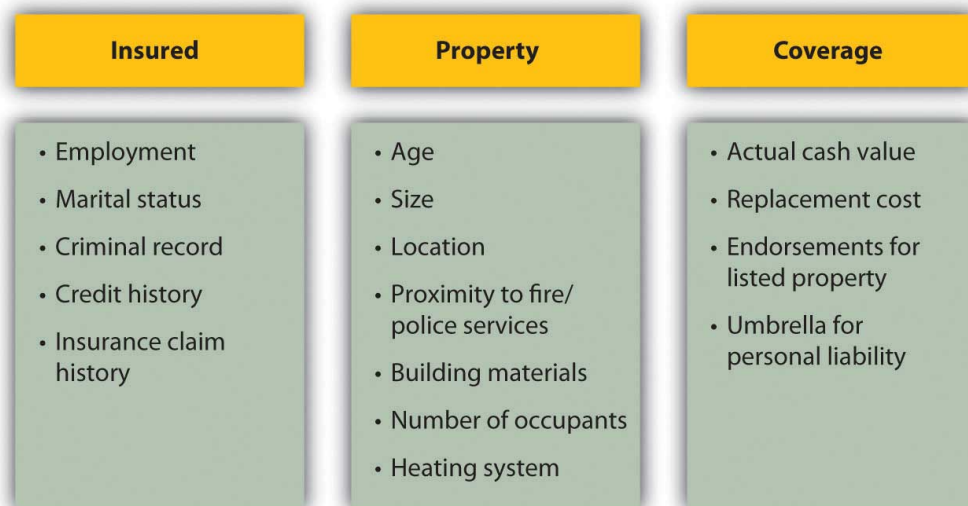 Insured
• Employment
• Marital status
• Criminal record
• Credit history
• Insurance claim
history
Property
• Age
• Size
• Location
• Proximity to fire/
police services
• Building materials
• Number of occupants
• Heating system
Coverage
• Actual cash value
• Replacement cost
• Endorsements for
listed property
• Umbrella for
personal liability